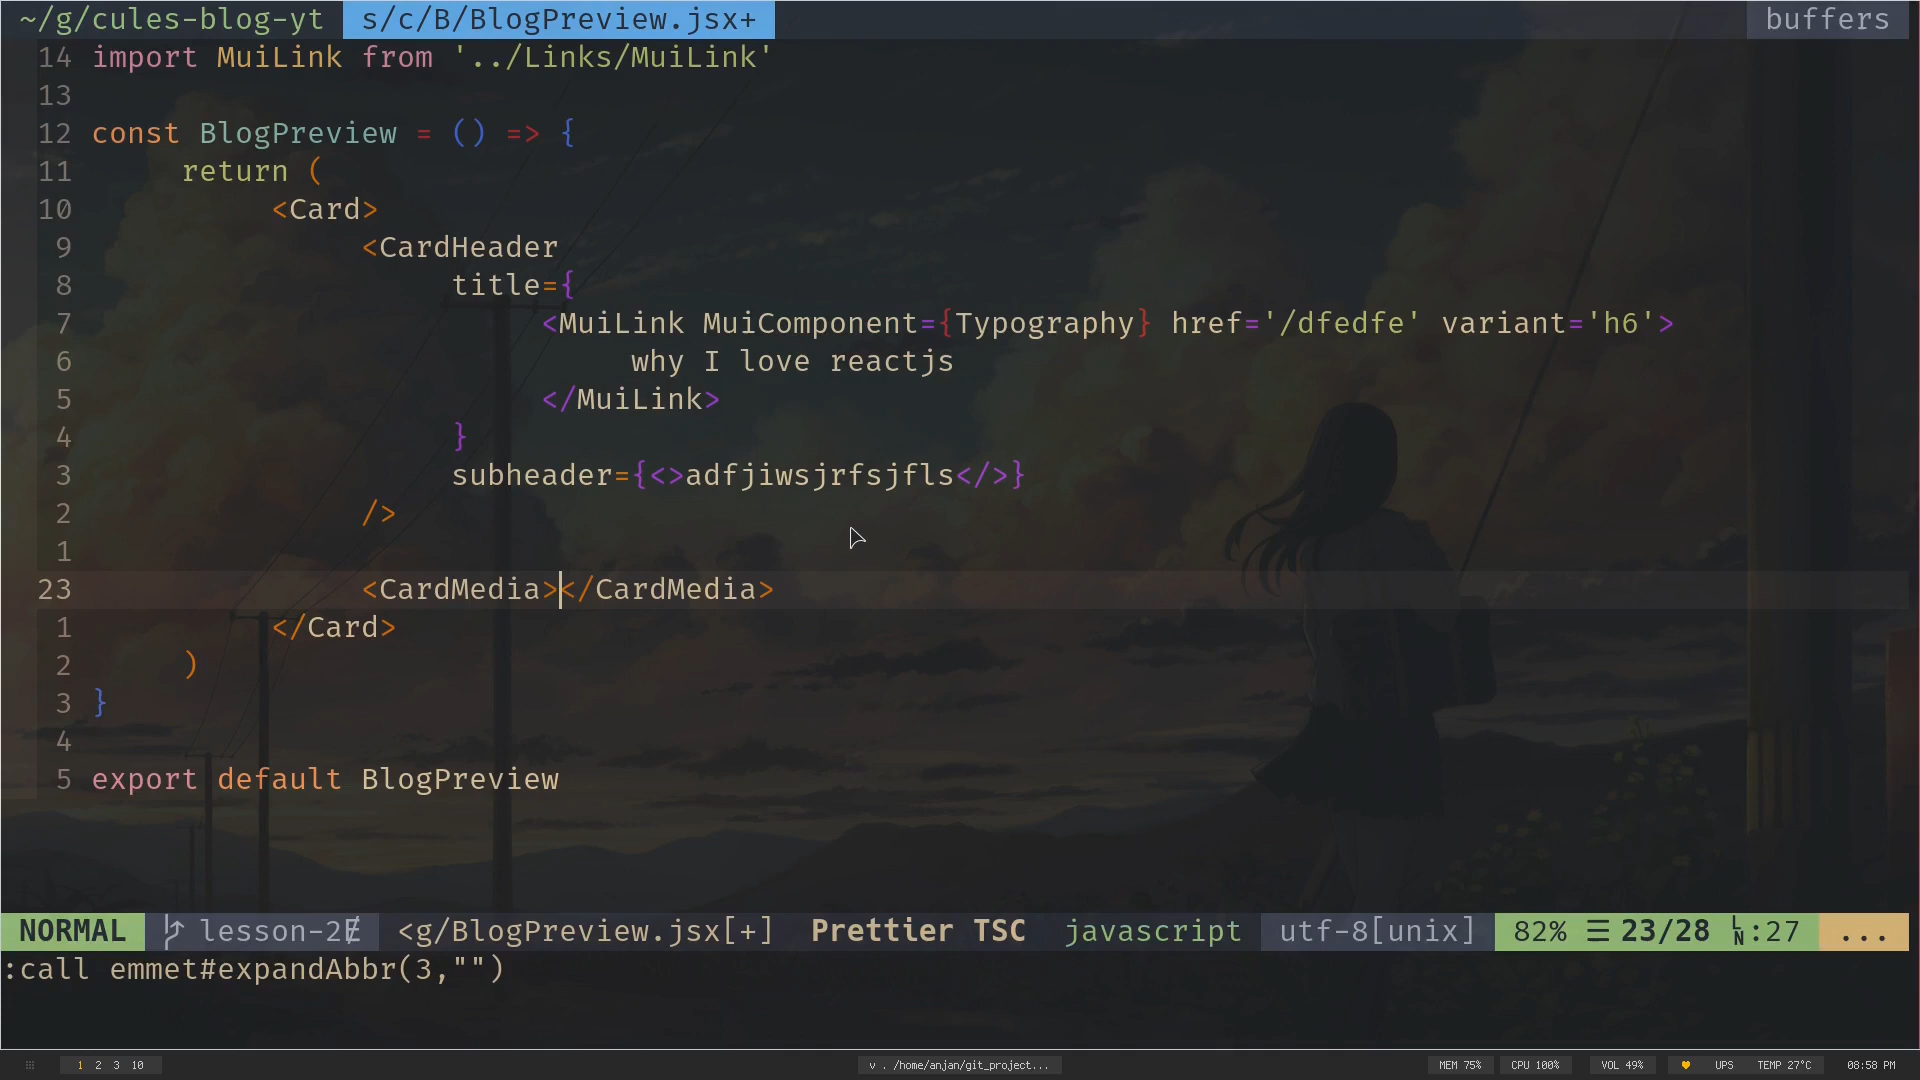 ~/g/cules-blog-yt s/c/B/BlogPreview.jsx+ buffers
14 import MuiLink from '../Links/MuiLink'
13
12 const BlogPreview = () => {
11 return (
10 <Card>
9 <CardHeader
8 title={
7 <MuiLink MuiComponent={Typography} href='/dfedfe' variant='h6'>
6 why I love reactjs
5 </MuiLink>
4 }
3 subheader={<>adfjiwsjrfsjfls</>}
2 />
1
23 <CardMedia></CardMedia>
1 </Card>
2 )
3 }
4
5 export default BlogPreview
NORMAL lesson-2 <g/BlogPreview.jsx[+] Prettier TSC javascript utf-8[unix] 82% ☰ 23/28 LN:27 ...
:call emmet#expandAbbr(3,"")
1 2 3 10 v . /home/anjan/git_project... MEM 75% CPU 100% VOL 49% UPS TEMP 27°C 08:58 PM